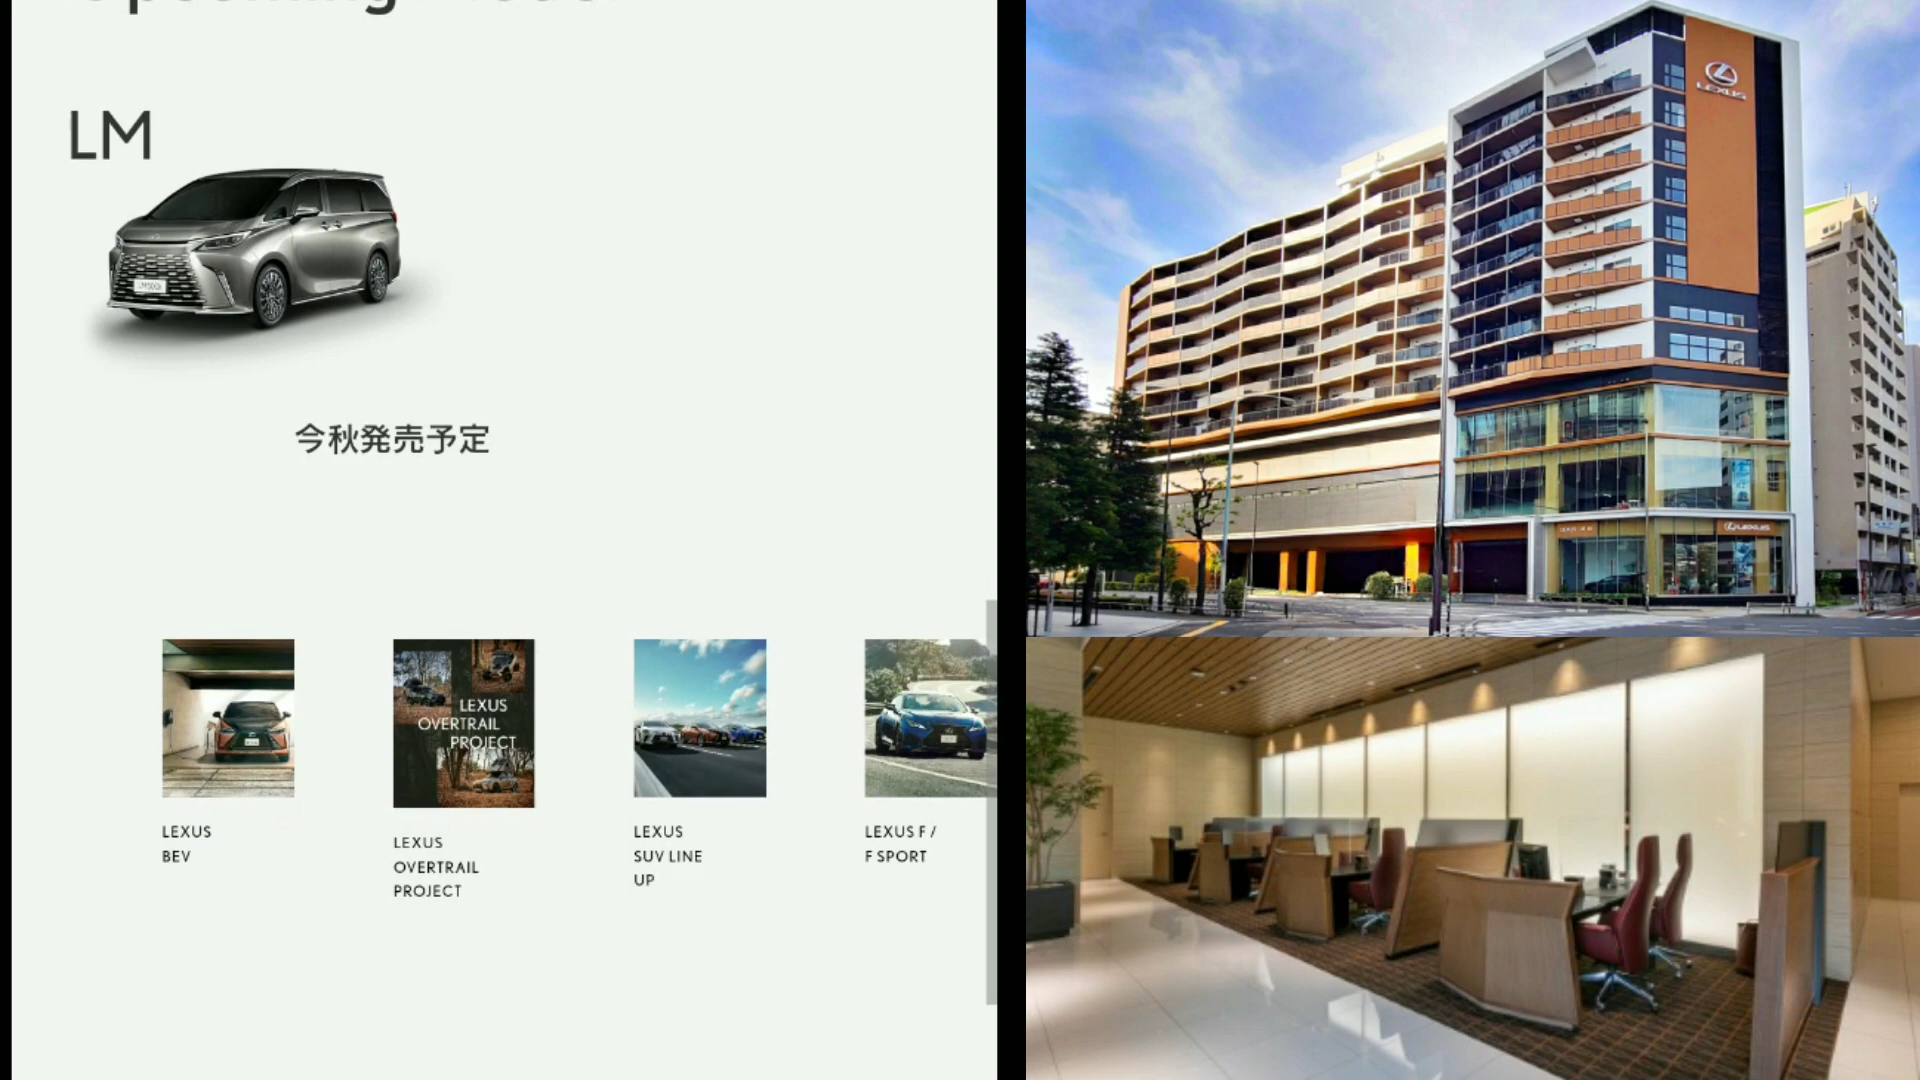 LM
今秋発売予定
LEXUS
OVERTRAIL
PROJECT
LEXUS
BEV
LEXUS
OVERTRAIL
PROJECT
LEXUS
SUV LINE
UP
LEXUS F /
F SPORT
LEXUS
LEXUS